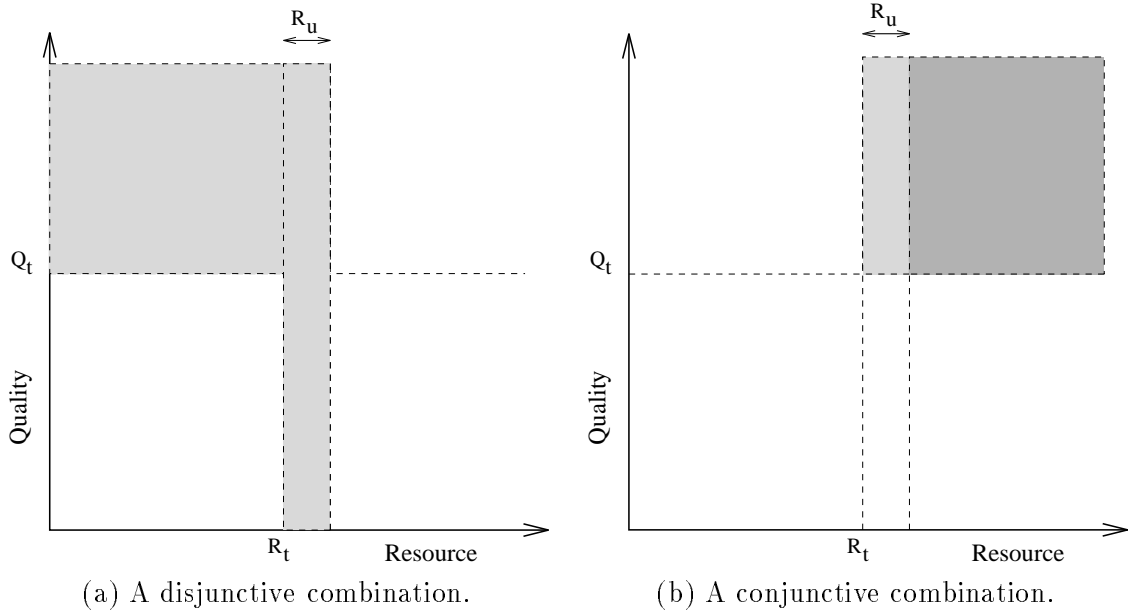 R_u
Q_t
Quality
R_t
Resource
(a) A disjunctive combination.
R_u
Q_t
Quality
R_t
Resource
(b) A conjunctive combination.